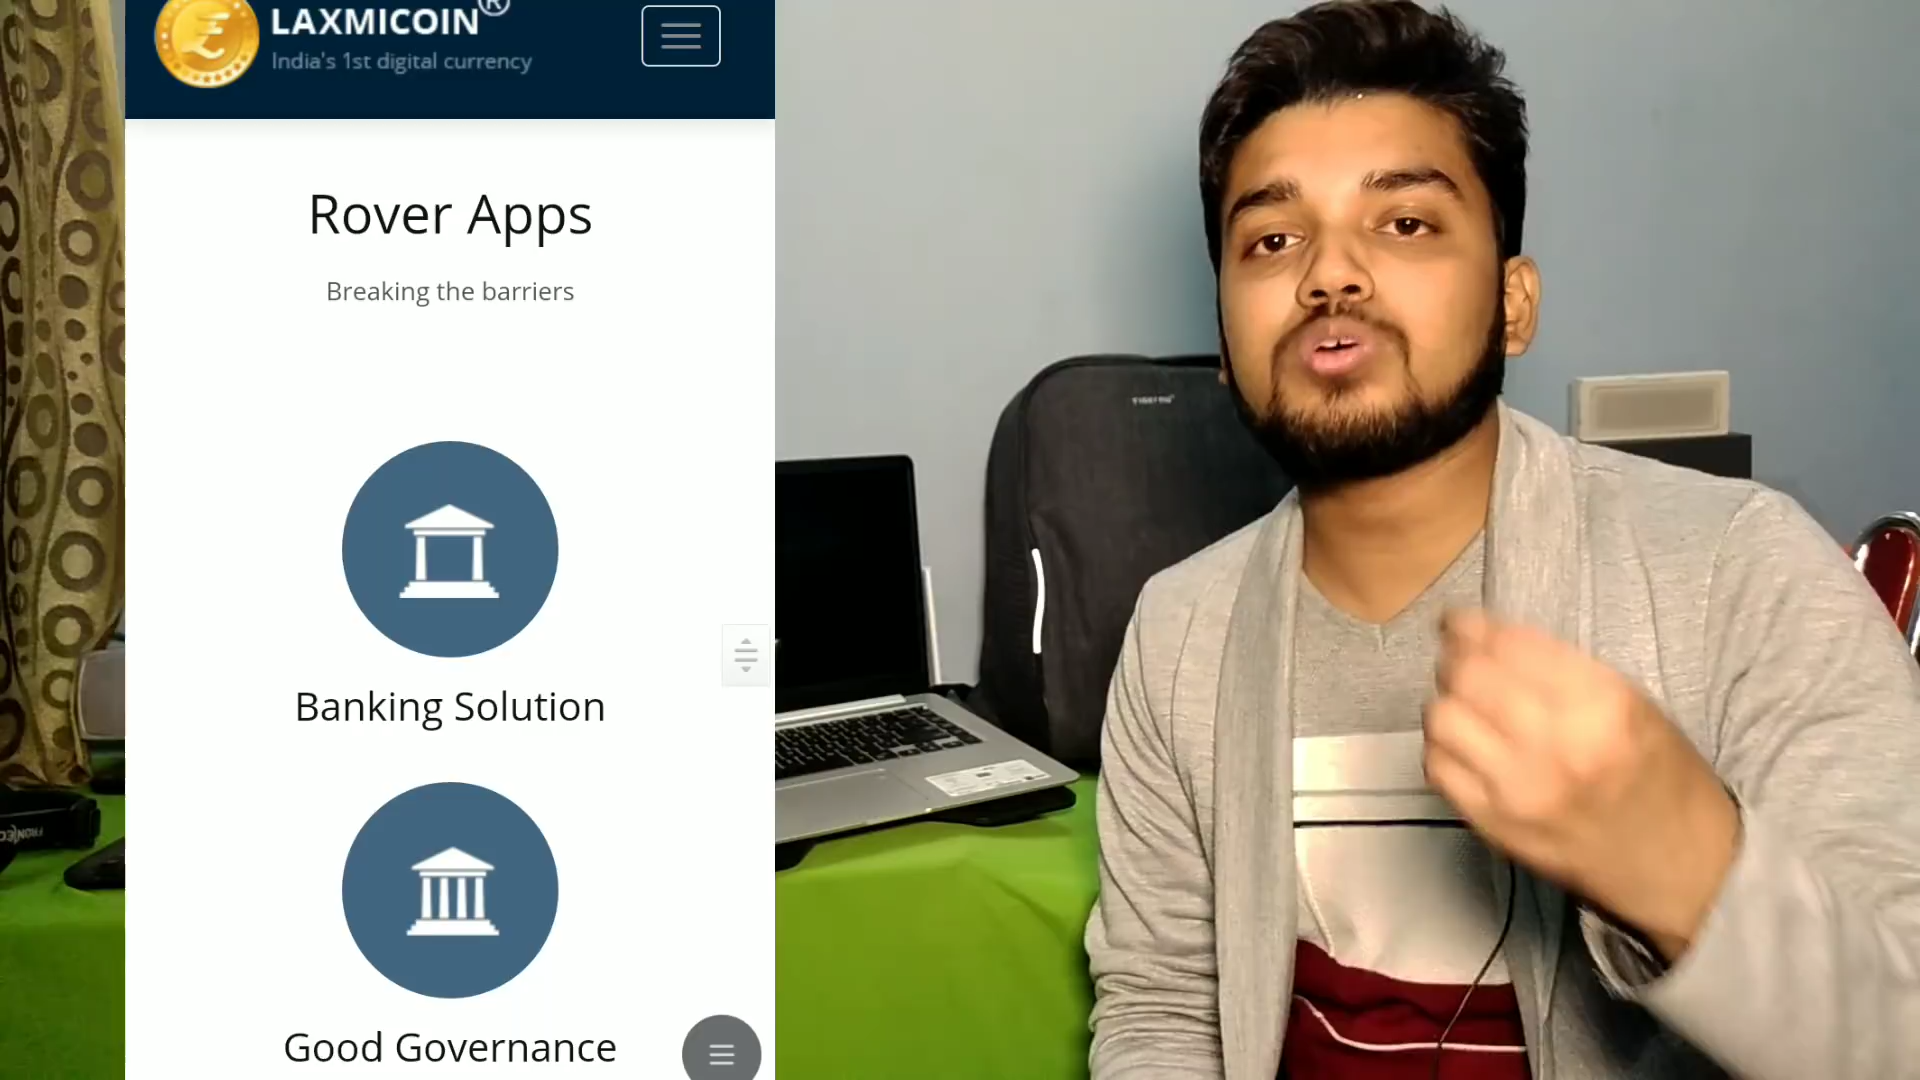 LAXMICOIN®
India's 1st digital currency
Rover Apps
Breaking the barriers
Banking Solution
Good Governance